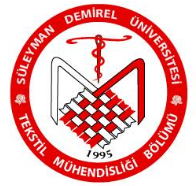 SÜLEYMAN DEMİREL ÜNİVERSİTESİ
1995
TEKSTİL MÜHENDİSLİĞİ BÖLÜMÜ